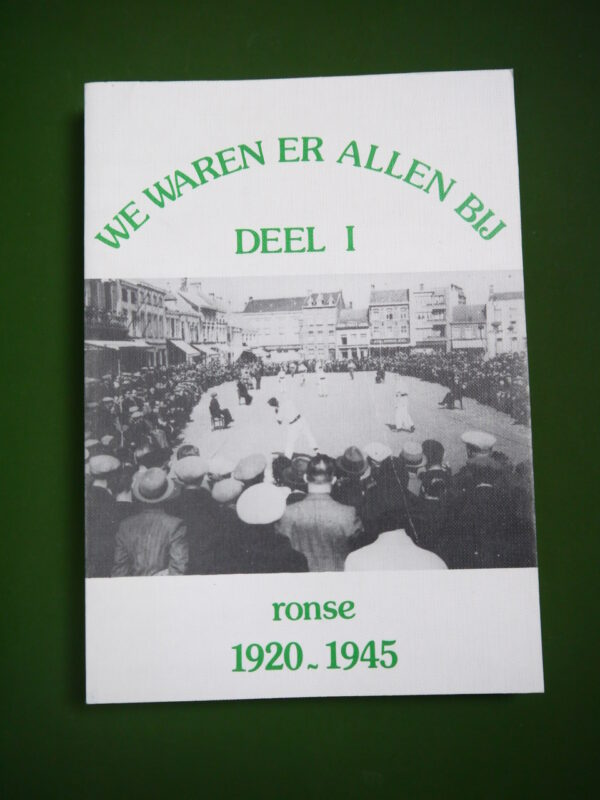 WE WAREN ER ALLEN BIJ
DEEL I
ronse
1920~1945